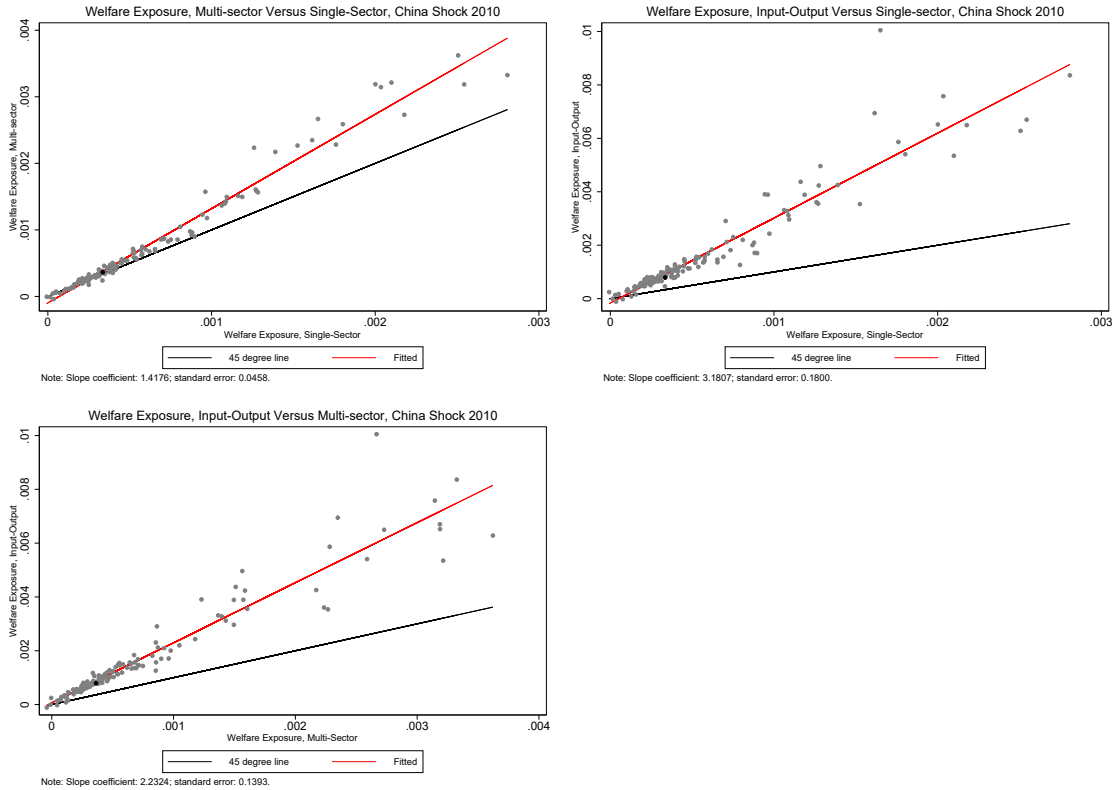 Welfare Exposure, Multi-sector Versus Single-Sector, China Shock 2010
Welfare Exposure, Multi-sector
.004
.003
.002
.001
0
0 .001 .002 .003
Welfare Exposure, Single-Sector
45 degree line Fitted
Note: Slope coefficient: 1.4176; standard error: 0.0458.
Welfare Exposure, Input-Output Versus Single-sector, China Shock 2010
Welfare Exposure, Input-Output
.01
.008
.006
.004
.002
0
0 .001 .002 .003
Welfare Exposure, Single-Sector
45 degree line Fitted
Note: Slope coefficient: 3.1807; standard error: 0.1800.
Welfare Exposure, Input-Output Versus Multi-sector, China Shock 2010
Welfare Exposure, Input-Output
.01
.008
.006
.004
.002
0
0 .001 .002 .003 .004
Welfare Exposure, Multi-Sector
45 degree line Fitted
Note: Slope coefficient: 2.2324; standard error: 0.1393.